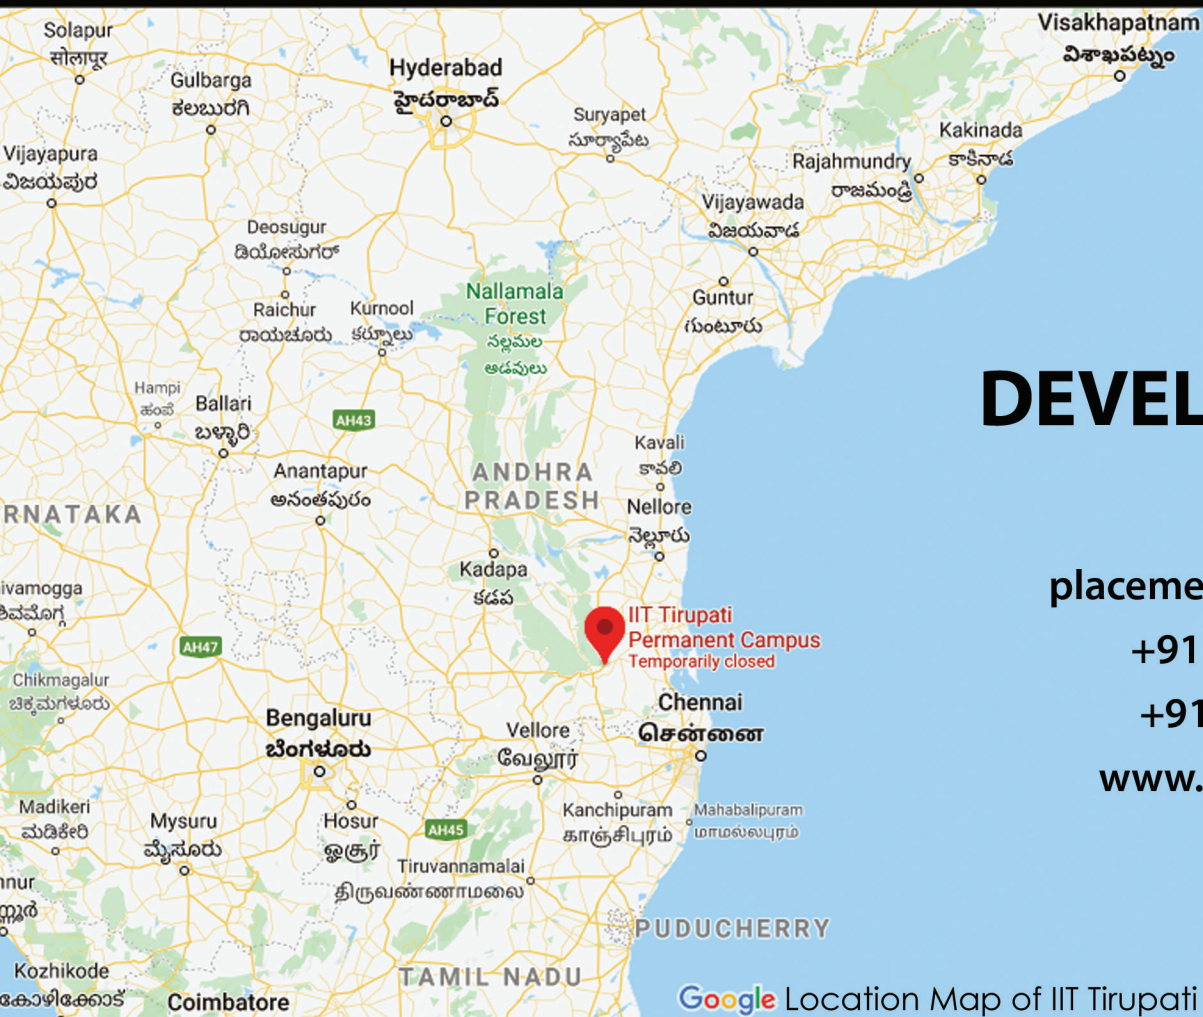 Solapur
सोलापूर
Gulbarga
ಕಲಬುರಗಿ
Hyderabad
హైదరాబాద్
Suryapet
సూర్యాపేట
Visakhapatnam
విశాఖపట్నం
Kakinada
కాకినాడ
Rajahmundry
రాజమండ్రి
Vijayapura
ವಿಜಯಪುರ
Vijayawada
విజయవాడ
Deosugur
ಡಿಯೋಸುಗರ್
Nallamala
Forest
నల్లమల
అడవులు
Guntur
గుంటూరు
Raichur
ರಾಯಚೂರು
Kurnool
కర్నూలు
Hampi
ಹಂಪೆ
Ballari
ಬಳ್ಳಾರಿ
AH43
DEVEL
Kavali
కావలి
Anantapur
అనంతపురం
ANDHRA
PRADESH
Nellore
నెల్లూరు
RNATAKA
Kadapa
కడప
ivamogga
ಶಿವಮೊಗ್ಗ
placeme
IIT Tirupati
Permanent Campus
Temporarily closed
+91
AH47
Chikmagalur
ಚಿಕ್ಕಮಗಳೂರು
Chennai
சென்னை
+91
Bengaluru
ಬೆಂಗಳೂರು
Vellore
வேலூர்
www.
Madikeri
ಮಡಿಕೇರಿ
Mysuru
ಮೈಸೂರು
Hosur
ஓசூர்
AH45
Kanchipuram
காஞ்சிபுரம்
Mahabalipuram
மாமல்லபுரம்
Tiruvannamalai
திருவண்ணாமலை
nnur
ണ്ണൂർ
PUDUCHERRY
Kozhikode
കോഴിക്കോട്
Coimbatore
TAMIL NADU
Google Location Map of IIT Tirupati